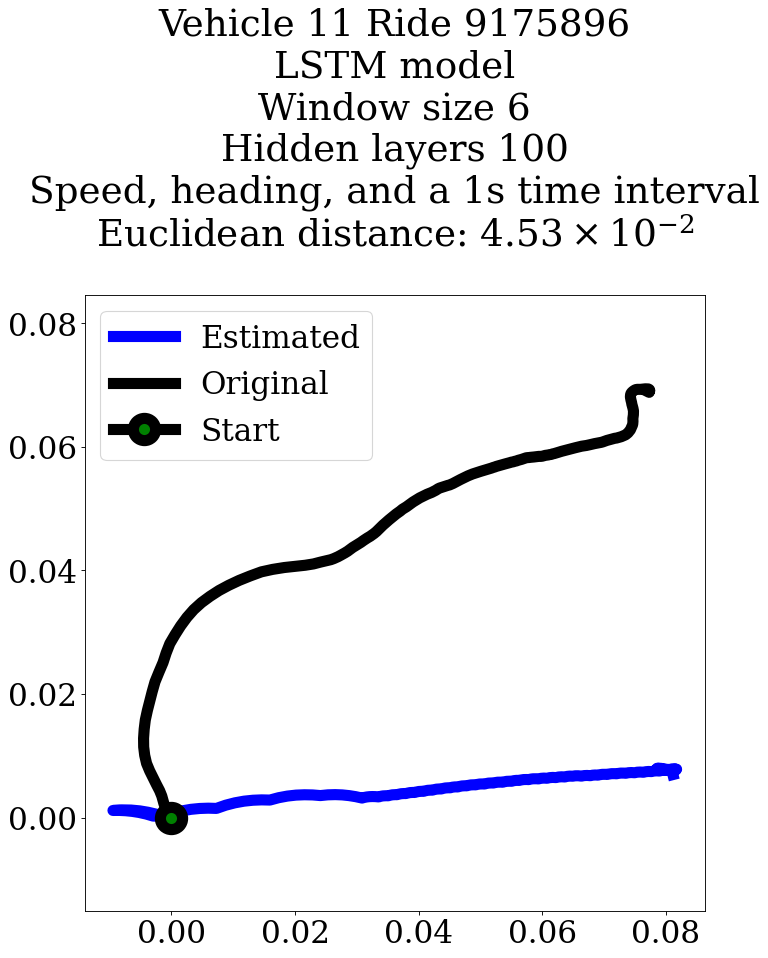 Vehicle 11 Ride 9175896
LSTM model
Window size 6
Hidden layers 100
Speed, heading, and a 1s time interval
Euclidean distance: 4.53 × 10⁻²
Estimated
Original
Start
0.08
0.06
0.04
0.02
0.00
0.00 0.02 0.04 0.06 0.08